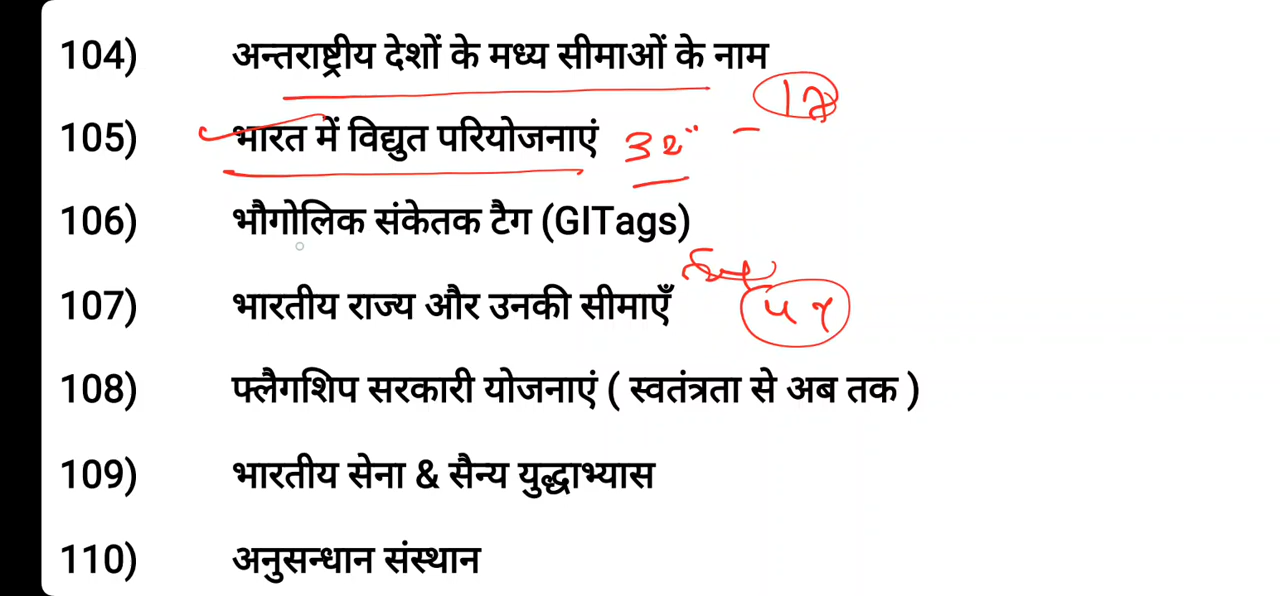 104) अन्तराष्ट्रीय देशों के मध्य सीमाओं के नाम
105) भारत में विद्युत परियोजनाएं
106) भौगोलिक संकेतक टैग (GITags)
107) भारतीय राज्य और उनकी सीमाएँ
108) फ्लैगशिप सरकारी योजनाएं ( स्वतंत्रता से अब तक )
109) भारतीय सेना & सैन्य युद्धाभ्यास
110) अनुसन्धान संस्थान